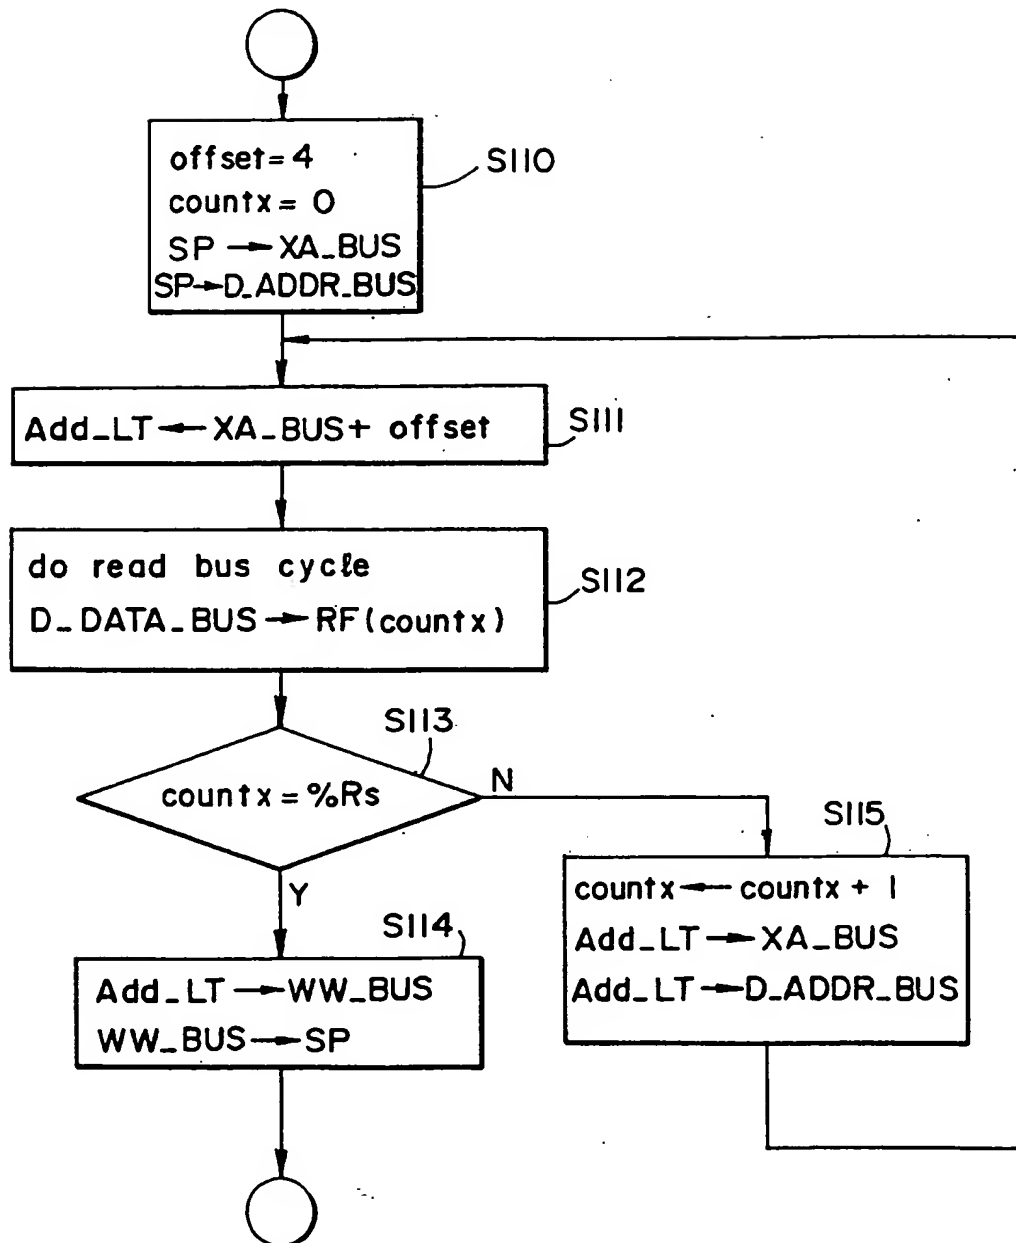 offset=4
countx=0
SP→XA_BUS
SP→D_ADDR_BUS
S110
Add_LT←XA_BUS+ offset
S111
do read bus cycle
D_DATA_BUS→RF(countx)
S112
S113
countx=%Rs
N
Y
S115
countx←countx+1
Add_LT→XA_BUS
Add_LT→D_ADDR_BUS
S114
Add_LT→WW_BUS
WW_BUS→SP